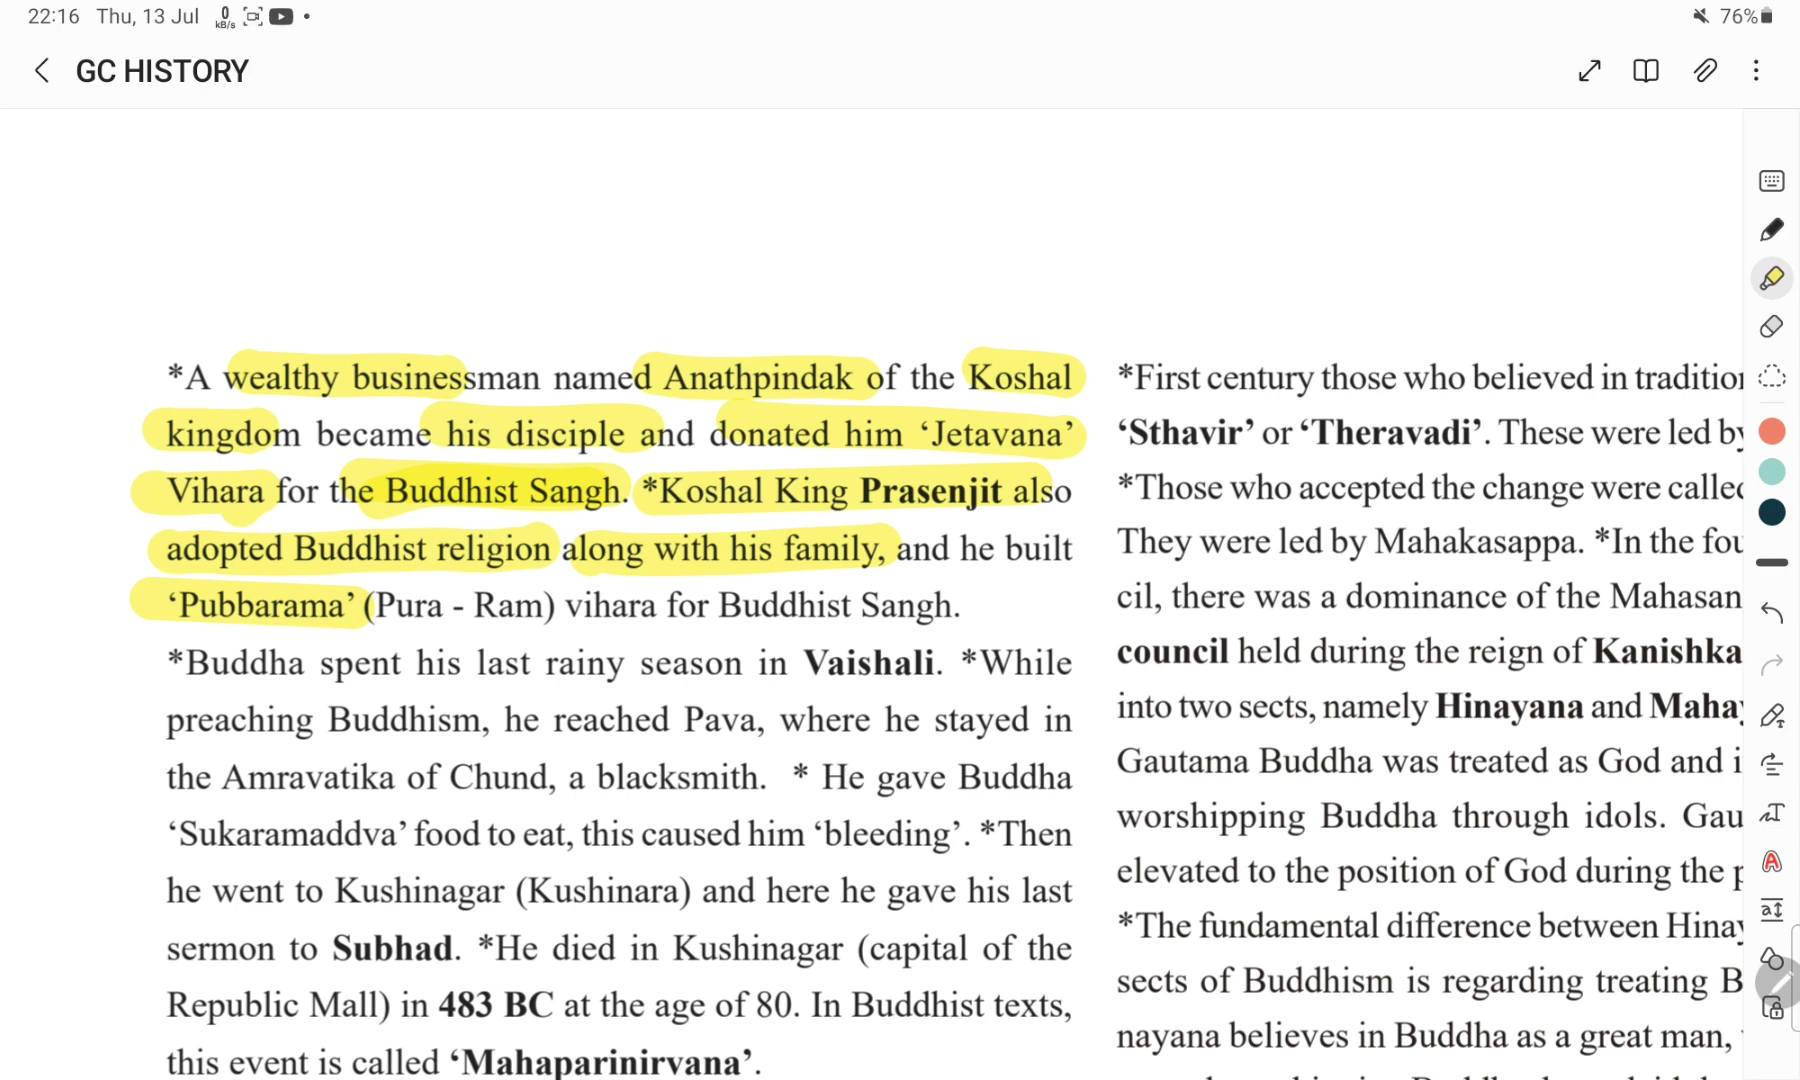 22:16 Thu, 13 Jul 0 kB/s 76%
GC HISTORY
*A wealthy businessman named Anathpindak of the Koshal
kingdom became his disciple and donated him ‘Jetavana’
Vihara for the Buddhist Sangh. *Koshal King Prasenjit also
adopted Buddhist religion along with his family, and he built
‘Pubbarama’ (Pura - Ram) vihara for Buddhist Sangh.
*Buddha spent his last rainy season in Vaishali. *While
preaching Buddhism, he reached Pava, where he stayed in
the Amravatika of Chund, a blacksmith. * He gave Buddha
‘Sukaramaddva’ food to eat, this caused him ‘bleeding’. *Then
he went to Kushinagar (Kushinara) and here he gave his last
sermon to Subhad. *He died in Kushinagar (capital of the
Republic Mall) in 483 BC at the age of 80. In Buddhist texts,
this event is called ‘Mahaparinirvana’.
*First century those who believed in
‘Sthavir’ or ‘Theravadi’. These were led
*Those who accepted the change were
They were led by Mahakasappa. *In the
cil, there was a dominance of the
council held during the reign of Kanishka
into two sects, namely Hinayana and
Gautama Buddha was treated as God and
worshipping Buddha through idols.
elevated to the position of God during the
*The fundamental difference between
sects of Buddhism is regarding treating
nayana believes in Buddha as a great man,